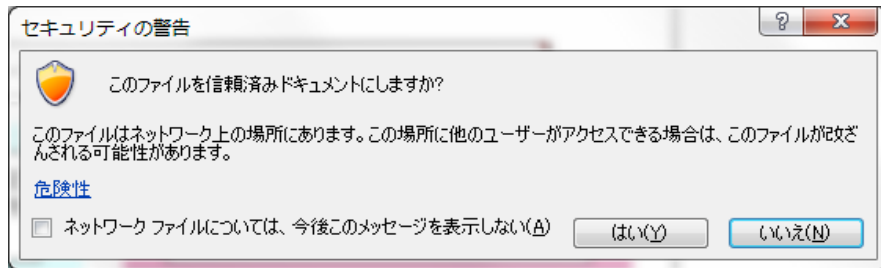 セキュリティの警告
?
このファイルを信頼済みドキュメントにしますか?
このファイルはネットワーク上の場所にあります。この場所に他のユーザーがアクセスできる場合は、このファイルが改ざ
んされる可能性があります。
危険性
ネットワーク ファイルについては、今後このメッセージを表示しない(A)
はい(Y)
いいえ(N)